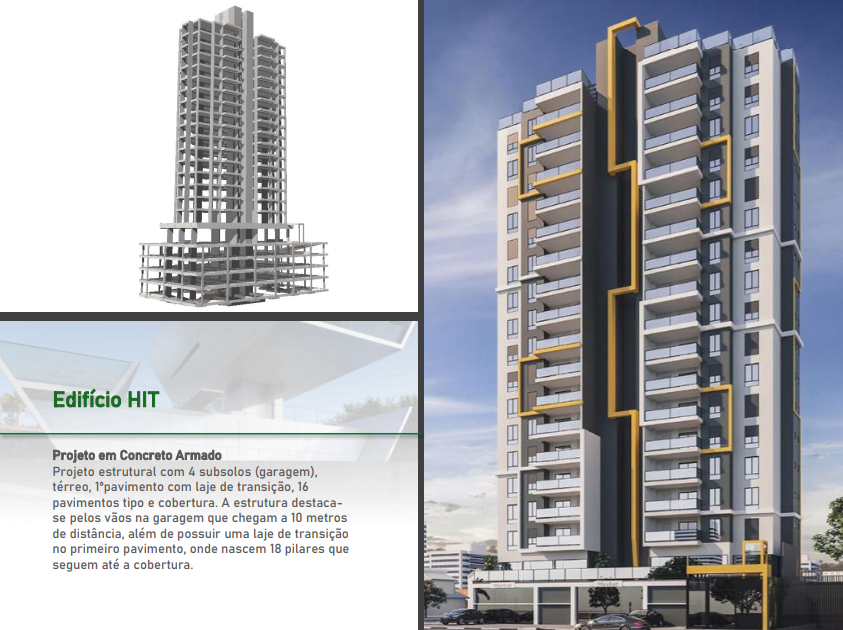 Edifício HIT
Projeto em Concreto Armado
Projeto estrutural com 4 subsolos (garagem),
térreo, 1ºpavimento com laje de transição, 16
pavimentos tipo e cobertura. A estrutura destaca-
se pelos vãos na garagem que chegam a 10 metros
de distância, além de possuir uma laje de transição
no primeiro pavimento, onde nascem 18 pilares que
seguem até a cobertura.